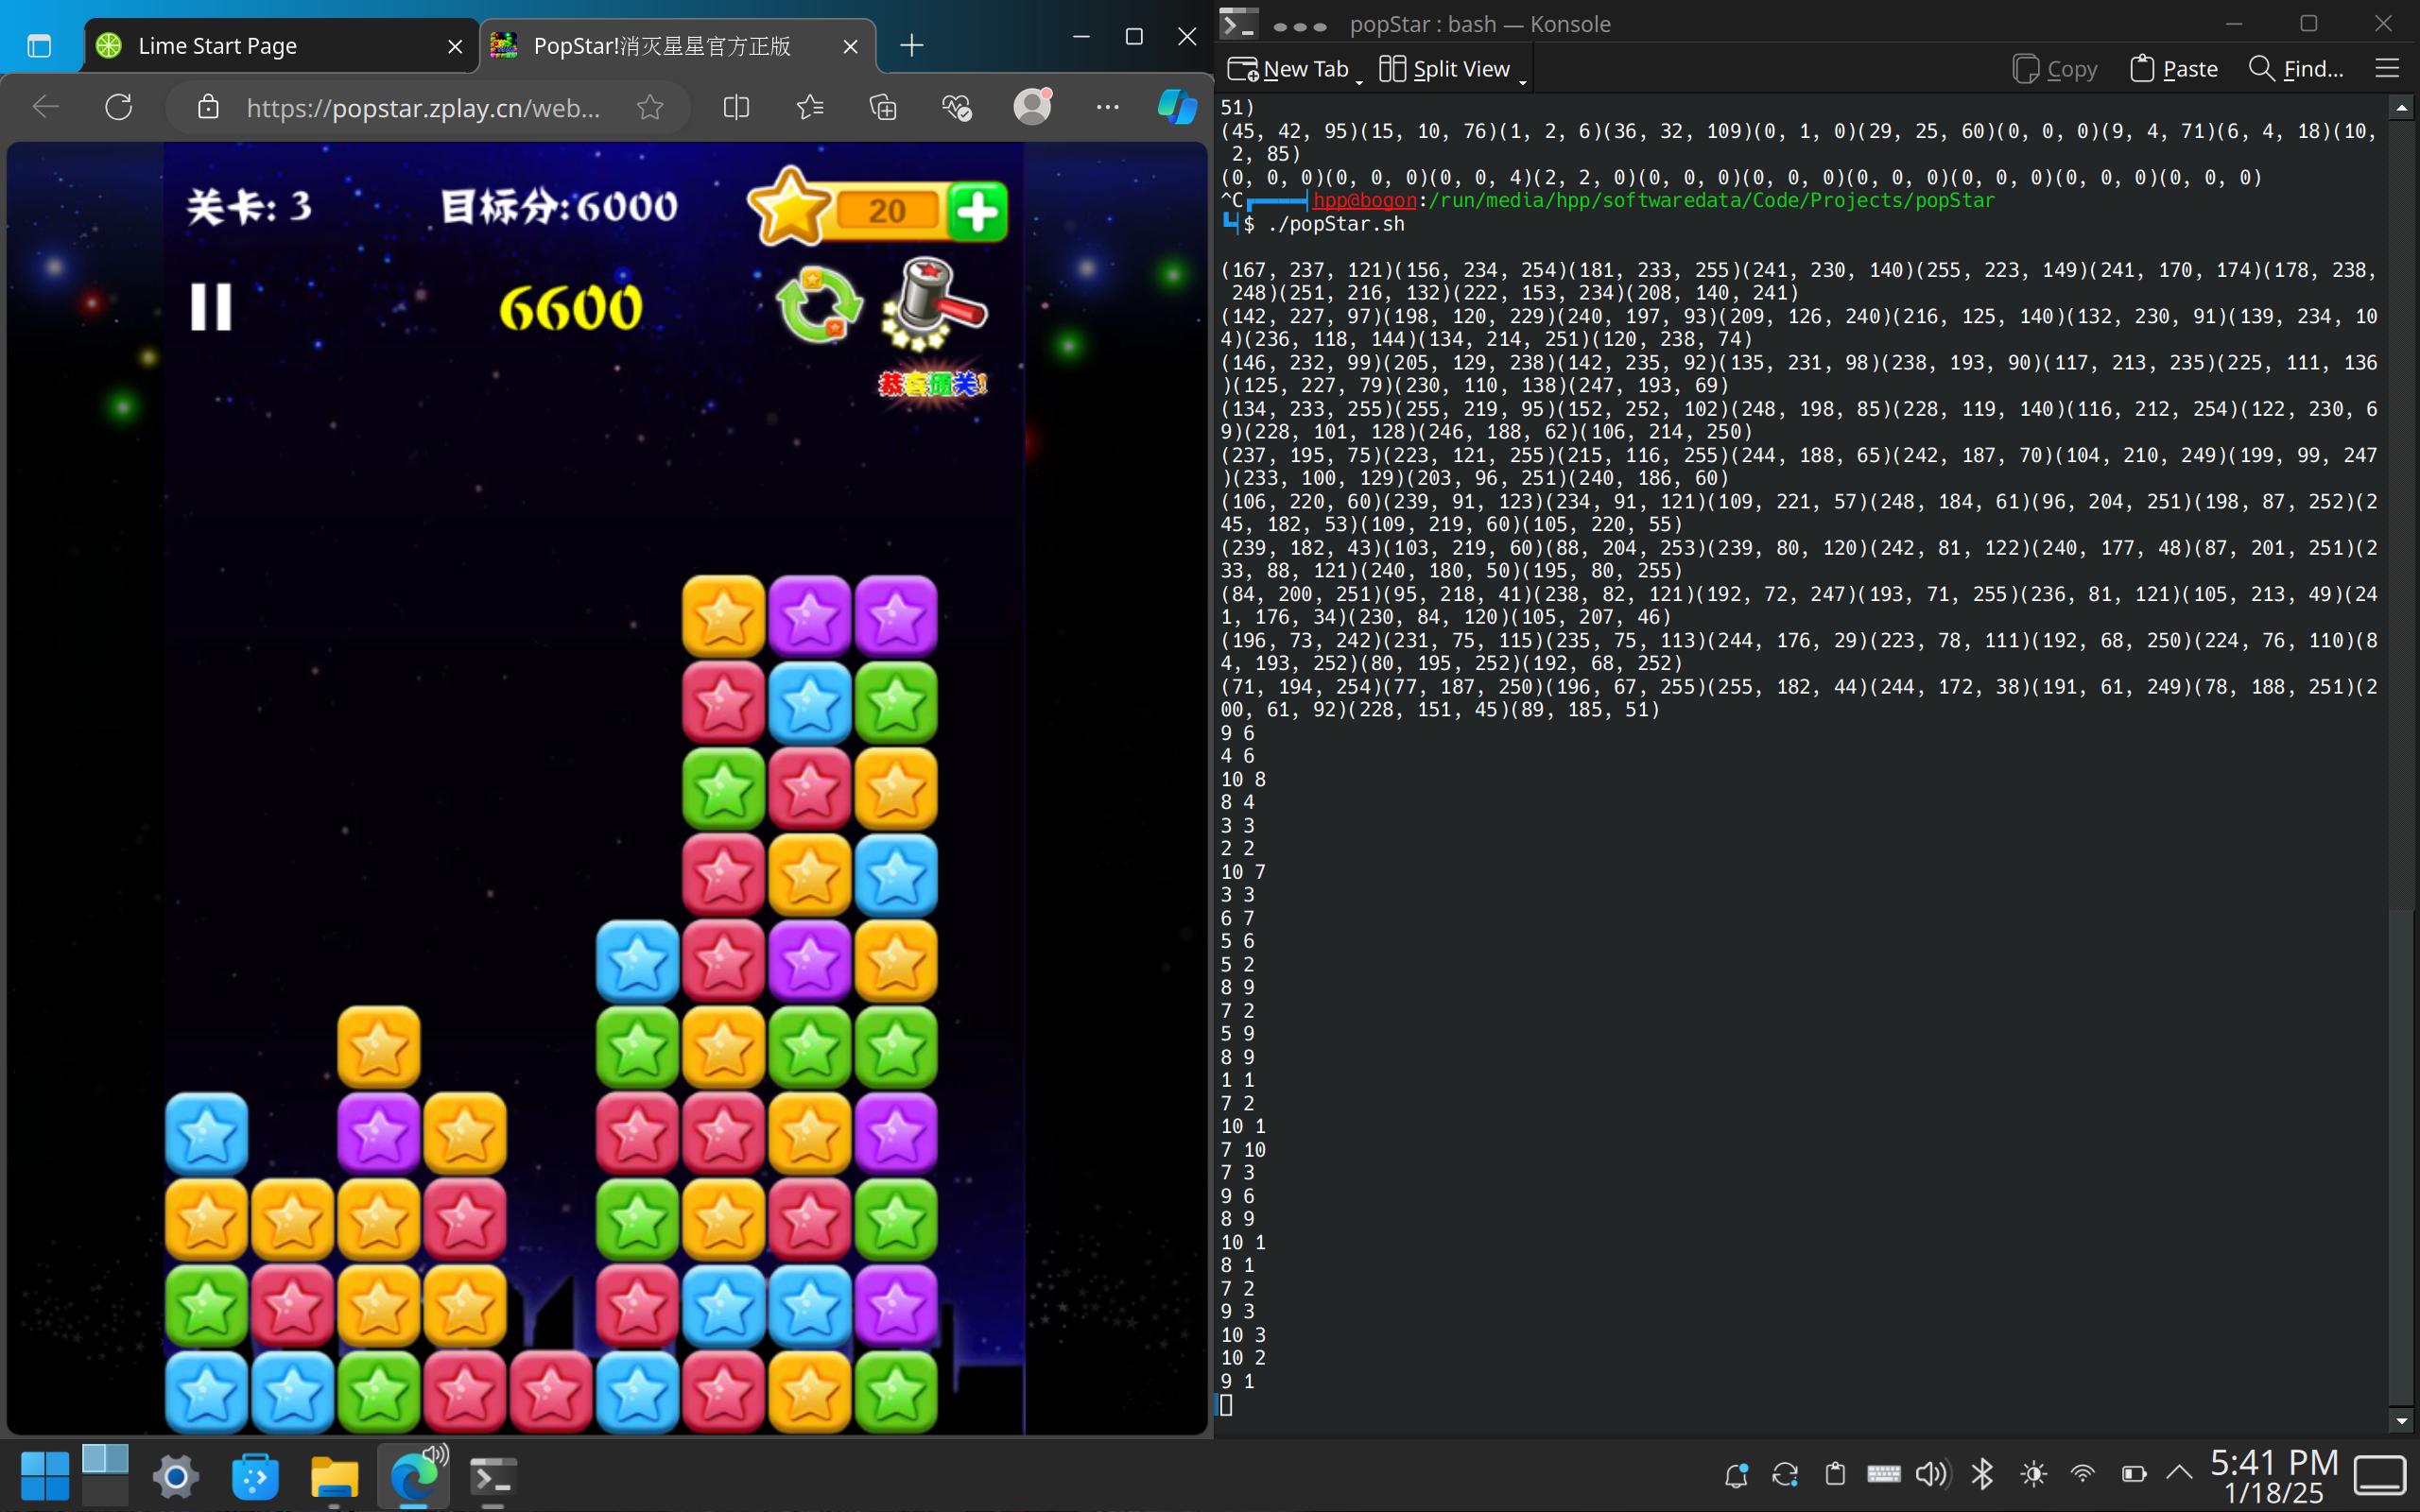 Lime Start Page
PopStar!消灭星星官方正版
https://popstar.zplay.cn/web...
关卡: 3
目标分:6000
20
6600
恭喜通关!
popStar : bash — Konsole
New Tab
Split View
Copy
Paste
Find...
51)
(45, 42, 95)(15, 10, 76)(1, 2, 6)(36, 32, 109)(0, 1, 0)(29, 25, 60)(0, 0, 0)(9, 4, 71)(6, 4, 18)(10,
2, 85)
(0, 0, 0)(0, 0, 0)(0, 0, 4)(2, 2, 0)(0, 0, 0)(0, 0, 0)(0, 0, 0)(0, 0, 0)(0, 0, 0)(0, 0, 0)
^C hpp@bogon:/run/media/hpp/softwaredata/Code/Projects/popStar
$ ./popStar.sh
(167, 237, 121)(156, 234, 254)(181, 233, 255)(241, 230, 140)(255, 223, 149)(241, 170, 174)(178, 238,
248)(251, 216, 132)(222, 153, 234)(208, 140, 241)
(142, 227, 97)(198, 120, 229)(240, 197, 93)(209, 126, 240)(216, 125, 140)(132, 230, 91)(139, 234, 10
4)(236, 118, 144)(134, 214, 251)(120, 238, 74)
(146, 232, 99)(205, 129, 238)(142, 235, 92)(135, 231, 98)(238, 193, 90)(117, 213, 235)(225, 111, 136
)(125, 227, 79)(230, 110, 138)(247, 193, 69)
(134, 233, 255)(255, 219, 95)(152, 252, 102)(248, 198, 85)(228, 119, 140)(116, 212, 254)(122, 230, 6
9)(228, 101, 128)(246, 188, 62)(106, 214, 250)
(237, 195, 75)(223, 121, 255)(215, 116, 255)(244, 188, 65)(242, 187, 70)(104, 210, 249)(199, 99, 247
)(233, 100, 129)(203, 96, 251)(240, 186, 60)
(106, 220, 60)(239, 91, 123)(234, 91, 121)(109, 221, 57)(248, 184, 61)(96, 204, 251)(198, 87, 252)(2
45, 182, 53)(109, 219, 60)(105, 220, 55)
(239, 182, 43)(103, 219, 60)(88, 204, 253)(239, 80, 120)(242, 81, 122)(240, 177, 48)(87, 201, 251)(2
33, 88, 121)(240, 180, 50)(195, 80, 255)
(84, 200, 251)(95, 218, 41)(238, 82, 121)(192, 72, 247)(193, 71, 255)(236, 81, 121)(105, 213, 49)(24
1, 176, 34)(230, 84, 120)(105, 207, 46)
(196, 73, 242)(231, 75, 115)(235, 75, 113)(244, 176, 29)(223, 78, 111)(192, 68, 250)(224, 76, 110)(8
4, 193, 252)(80, 195, 252)(192, 68, 252)
(71, 194, 254)(77, 187, 250)(196, 67, 255)(255, 182, 44)(244, 172, 38)(191, 61, 249)(78, 188, 251)(2
00, 61, 92)(228, 151, 45)(89, 185, 51)
9 6
4 6
10 8
8 4
3 3
2 2
10 7
3 3
6 7
5 6
5 2
8 9
7 2
5 9
8 9
1 1
7 2
10 1
7 10
7 3
9 6
8 9
10 1
8 1
7 2
9 3
10 3
10 2
9 1
5:41 PM
1/18/25